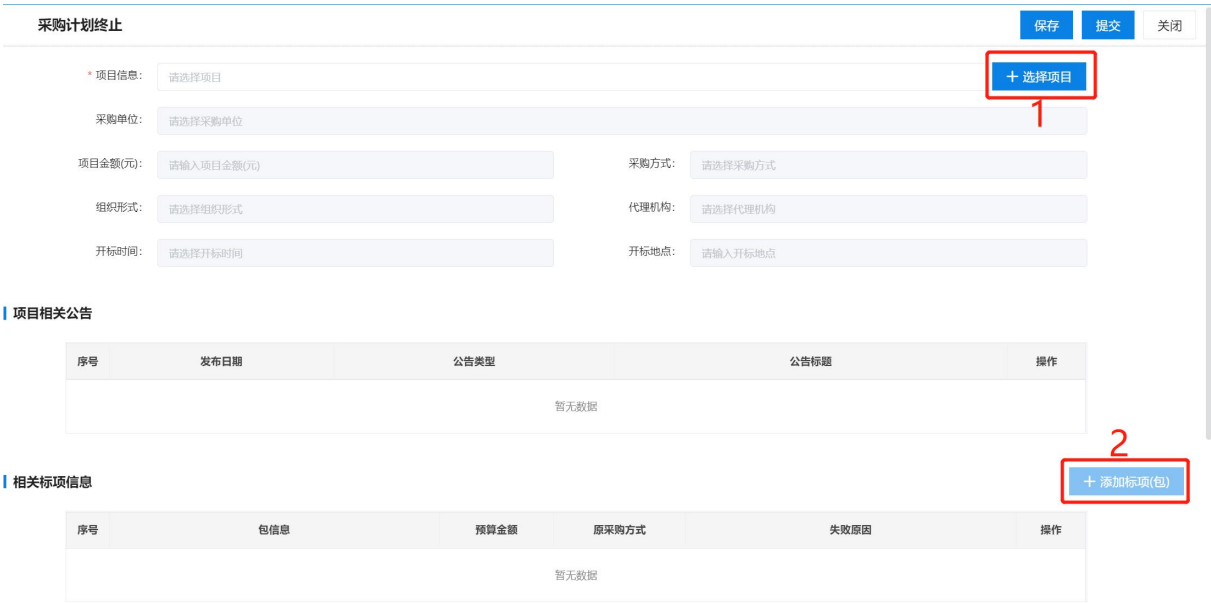 采购计划终止 保存 提交 关闭
* 项目信息: 请选择项目 + 选择项目
1
采购单位: 请选择采购单位
项目金额(元): 请输入项目金额(元) 采购方式: 请选择采购方式
组织形式: 请选择组织形式 代理机构: 请选择代理机构
开标时间: 请选择开标时间 开标地点: 请输入开标地点
项目相关公告
序号 发布日期 公告类型 公告标题 操作
暂无数据
2
相关标项信息 + 添加标项(包)
序号 包信息 预算金额 原采购方式 失败原因 操作
暂无数据